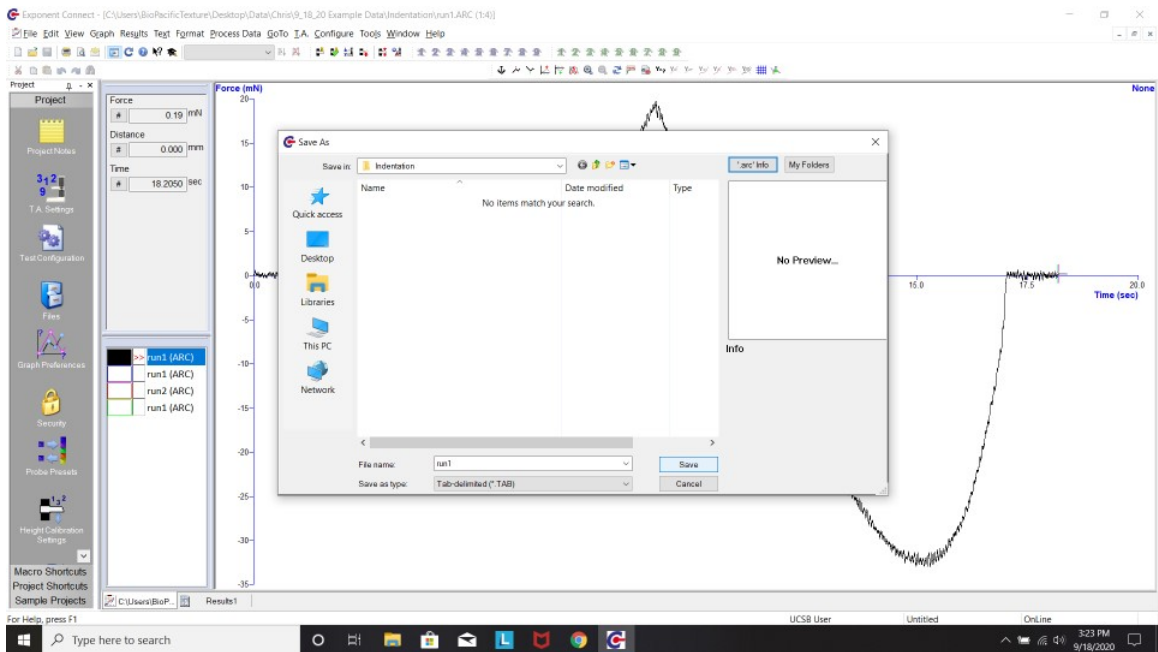 Exponent Connect - [C:\Users\BioPacificTexture\Desktop\Data\Chris\9_18_20 Example Data\Indentation\run1.ARC (1:4)]
File Edit View Graph Results Text Format Process Data GoTo T.A. Configure Tools Window Help
Project
Project
Project Notes
T.A. Settings
Test Configuration
Files
Graph Preferences
Security
Probe Presets
Height Calibration
Settings
Macro Shortcuts
Project Shortcuts
Sample Projects
Force
# 0.19 mN
Distance
# 0.000 mm
Time
# 18.2050 sec
>> run1 (ARC)
run1 (ARC)
run2 (ARC)
run1 (ARC)
Force (mN)
None
20
15
10
5
0
-5
-10
-15
-20
-25
-30
-35
0.0
15.0
17.5
20.0
Time (sec)
Save As
Save in: Indentation
'.arc' Info
My Folders
Name
Date modified
Type
No items match your search.
Quick access
Desktop
Libraries
This PC
Network
No Preview...
Info
File name: run1
Save
Save as type: Tab-delimited (*.TAB)
Cancel
C:\Users\BioP...
Results1
For Help, press F1
UCSB User
Untitled
OnLine
Type here to search
3:23 PM
9/18/2020